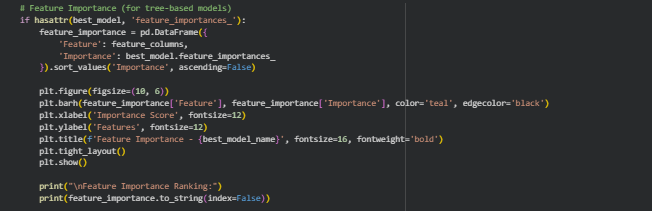 # Feature Importance (for tree-based models)
if hasattr(best_model, 'feature_importances_'):
    feature_importance = pd.DataFrame({
        'Feature': feature_columns,
        'Importance': best_model.feature_importances_
    }).sort_values('Importance', ascending=False)

    plt.figure(figsize=(10, 6))
    plt.barh(feature_importance['Feature'], feature_importance['Importance'], color='teal', edgecolor='black')
    plt.xlabel('Importance Score', fontsize=12)
    plt.ylabel('Features', fontsize=12)
    plt.title(f'Feature Importance - {best_model_name}', fontsize=16, fontweight='bold')
    plt.tight_layout()
    plt.show()

    print("\nFeature Importance Ranking:")
    print(feature_importance.to_string(index=False))